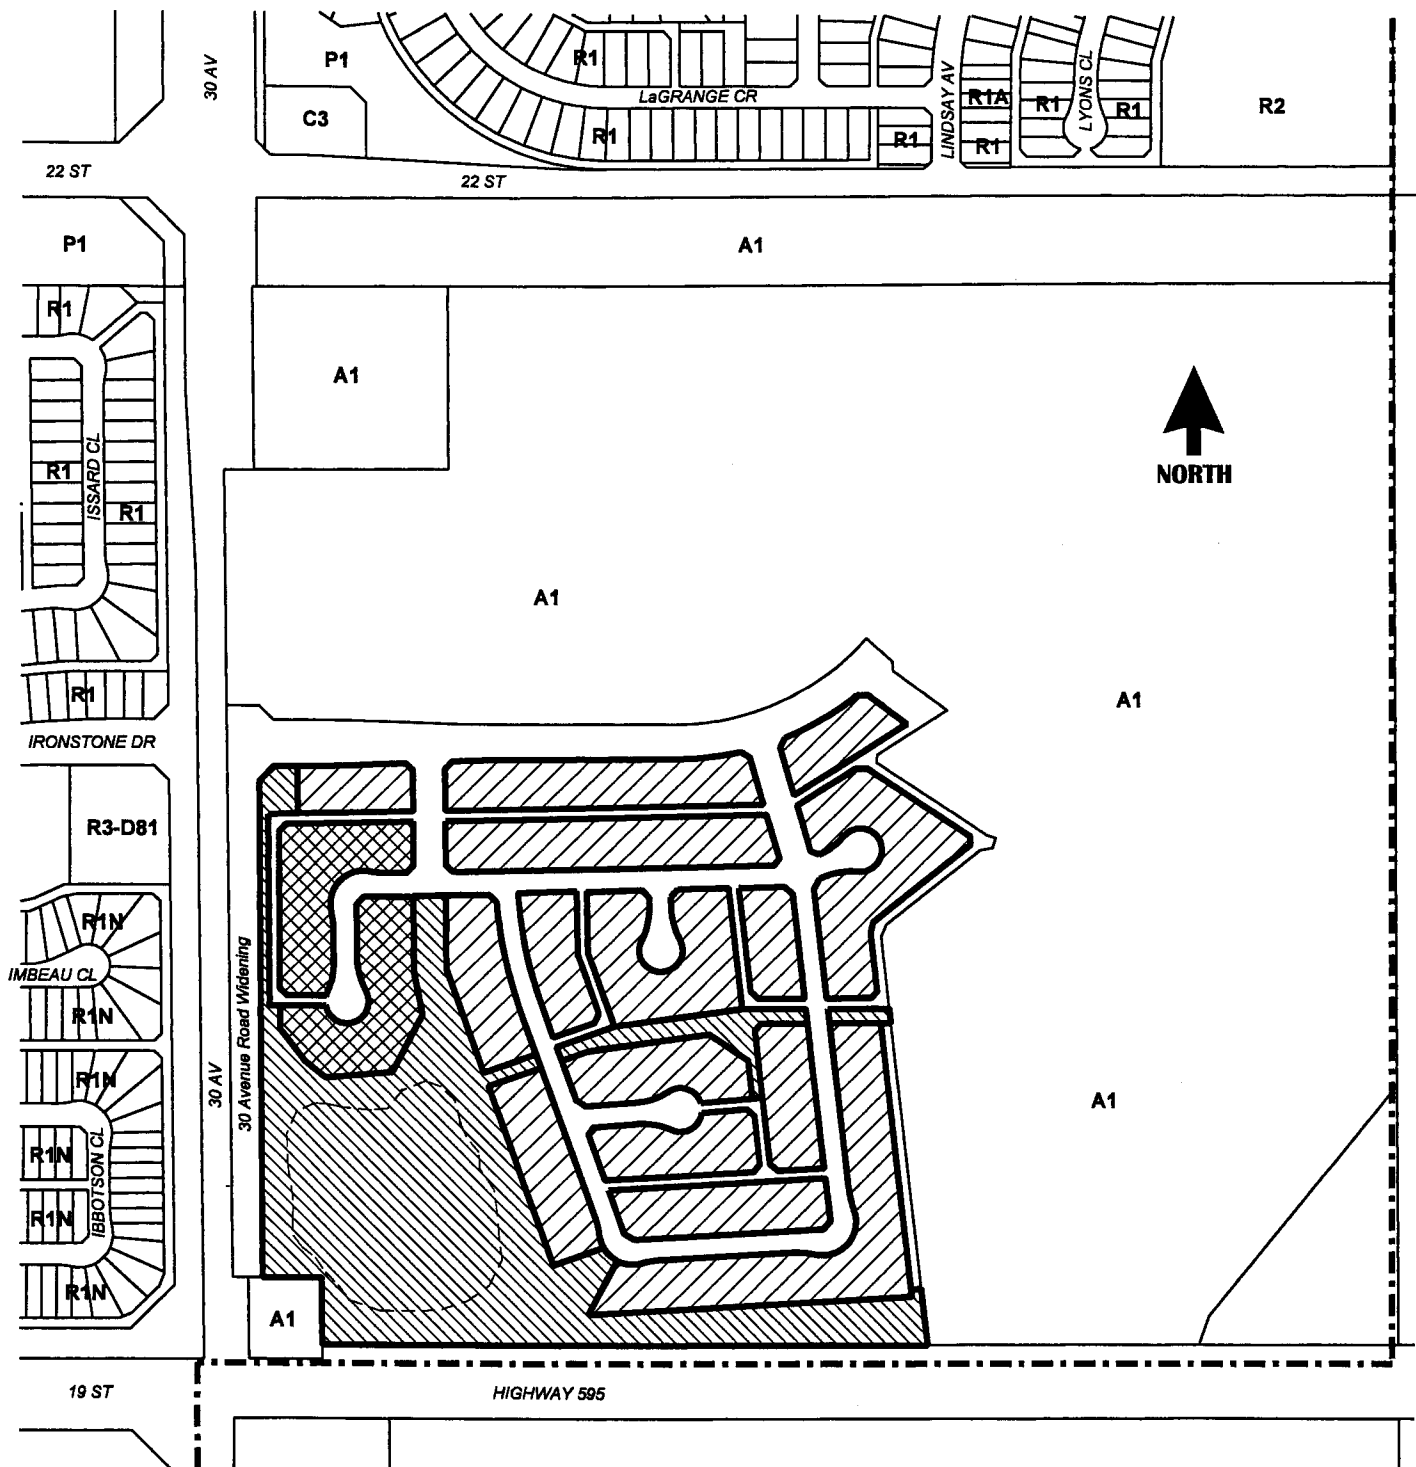 30 AV
P1
C3
R1
LaGRANGE CR
R1
R1
LINDSAY AV
R1A
R1
R1
LYONS CL
R1
R2
22 ST
22 ST
P1
A1
R1
A1
NORTH
R1
ISSARD CL
R1
A1
R1
A1
IRONSTONE DR
R3-D81
R1N
IMBEAU CL
R1N
30 Avenue Road Widening
30 AV
R1N
A1
R1N
IBBOTSON CL
R1N
R1N
A1
19 ST
HIGHWAY 595